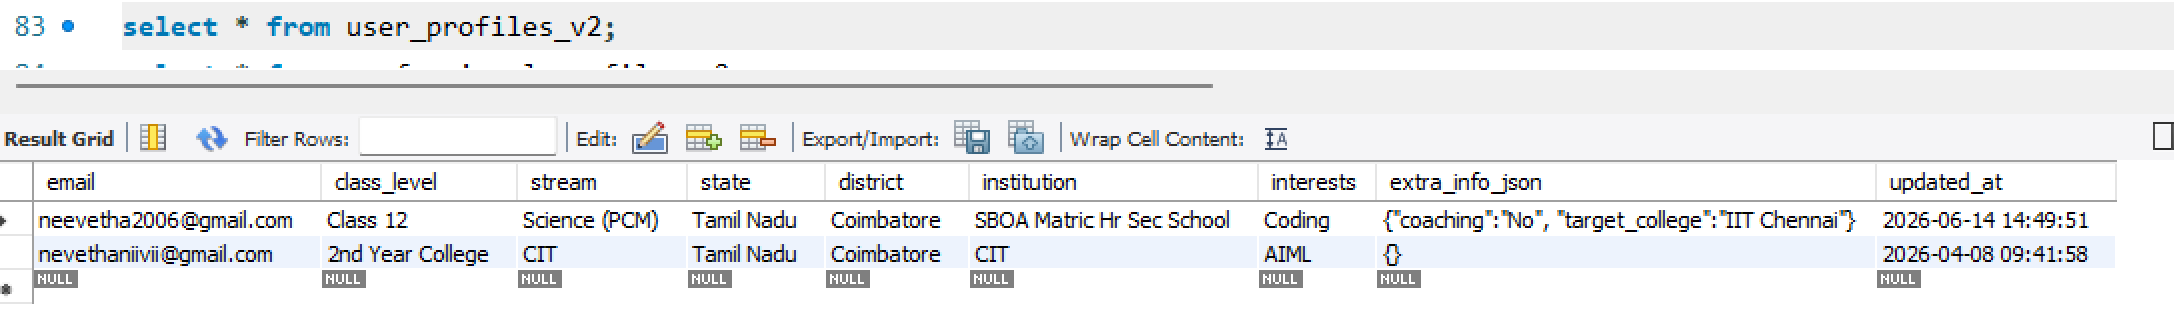 83 select * from user_profiles_v2;
Result Grid Filter Rows: Edit: Export/Import: Wrap Cell Content:
email class_level stream state district institution interests extra_info_json updated_at
neevetha2006@gmail.com Class 12 Science (PCM) Tamil Nadu Coimbatore SBOA Matric Hr Sec School Coding {"coaching":"No", "target_college":"IIT Chennai"} 2026-06-14 14:49:51
nevethaniivii@gmail.com 2nd Year College CIT Tamil Nadu Coimbatore CIT AIML {} 2026-04-08 09:41:58
NULL NULL NULL NULL NULL NULL NULL NULL NULL